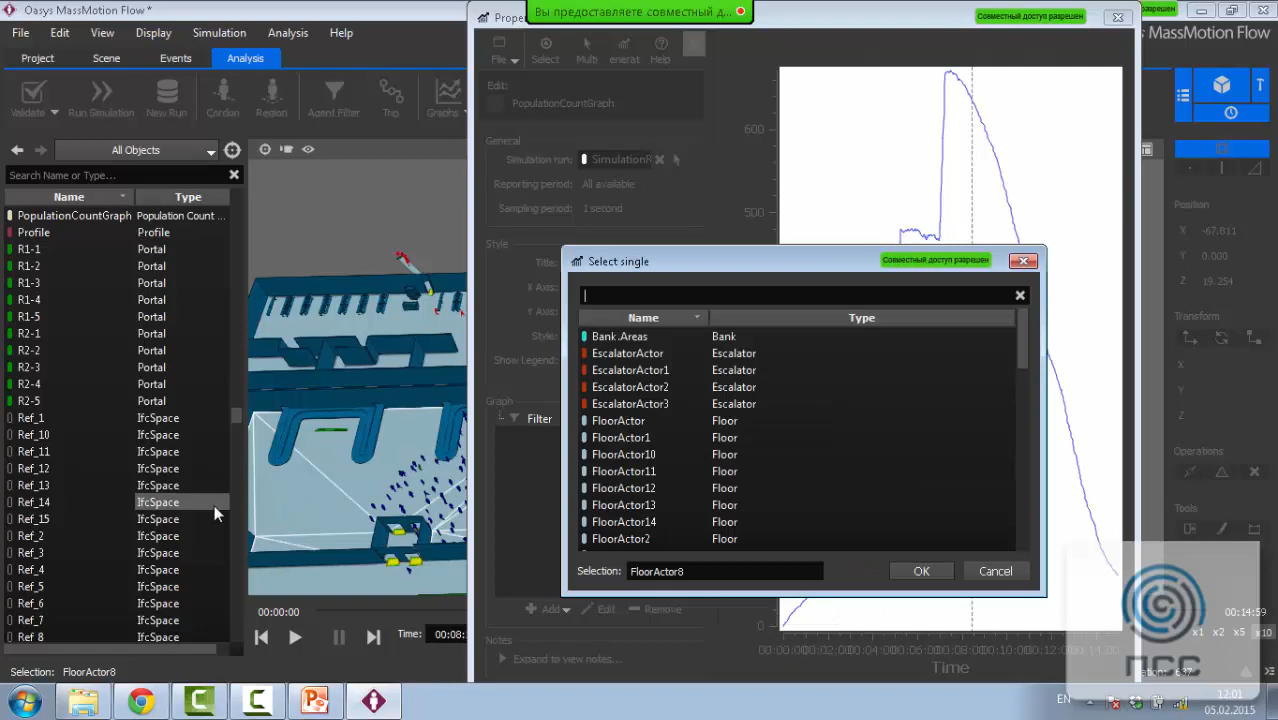 Oasys MassMotion Flow *
File Edit View Display Simulation Analysis Help
Project Scene Events Analysis
Validate Run Simulation New Run Cordon Region Agent Filter Trip Graphs
All Objects
Search Name or Type...
Name Type
PopulationCountGraph Population Count ...
Profile Profile
R1-1 Portal
R1-2 Portal
R1-3 Portal
R1-4 Portal
R1-5 Portal
R2-1 Portal
R2-2 Portal
R2-3 Portal
R2-4 Portal
R2-5 Portal
Ref_1 IfcSpace
Ref_10 IfcSpace
Ref_11 IfcSpace
Ref_12 IfcSpace
Ref_13 IfcSpace
Ref_14 IfcSpace
Ref_15 IfcSpace
Ref_2 IfcSpace
Ref_3 IfcSpace
Ref_4 IfcSpace
Ref_5 IfcSpace
Ref_6 IfcSpace
Ref_7 IfcSpace
Ref_8 IfcSpace
Selection: FloorActor8
00:00:00
Time: 00:08:
Вы предоставляете совместный д...
Совместный доступ разрешен
File Select Multi enerat Help
Edit:
PopulationCountGraph
General
Simulation run: SimulationR
Reporting period: All available
Sampling period: 1 second
Style
Title:
X Axis:
Y Axis:
Style:
Show Legend:
Graph
Filter
Add Edit Remove
Notes
Expand to view notes...
600
500
0
Time
Select single
Совместный доступ разрешен
Name Type
Bank.Areas Bank
EscalatorActor Escalator
EscalatorActor1 Escalator
EscalatorActor2 Escalator
EscalatorActor3 Escalator
FloorActor Floor
FloorActor1 Floor
FloorActor10 Floor
FloorActor11 Floor
FloorActor12 Floor
FloorActor13 Floor
FloorActor14 Floor
FloorActor2 Floor
Selection: FloorActor8 OK Cancel
разрешен
s MassMotion Flow
Position
X -67.811
Y 0.000
Z 19.254
Transform
X
Y
Z
Operations
Tools
00:14:59
x1 x2 x5 x10
ПСС
637
EN
12:01
05.02.2015